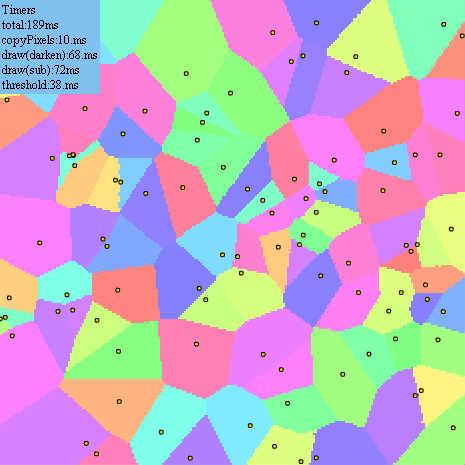 Timers
total:189ms
copyPixels:10.ms
draw(darken):68.ms
draw(sub):72ms
threshold:38.ms